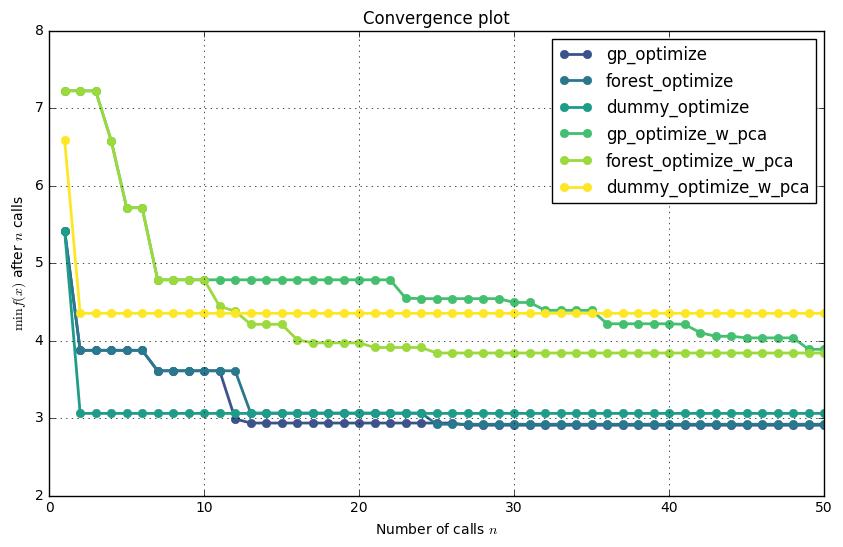 Convergence plot
8
7
6
5
4
3
2
min f(x) after n calls
gp_optimize
forest_optimize
dummy_optimize
gp_optimize_w_pca
forest_optimize_w_pca
dummy_optimize_w_pca
0 10 20 30 40 50
Number of calls n